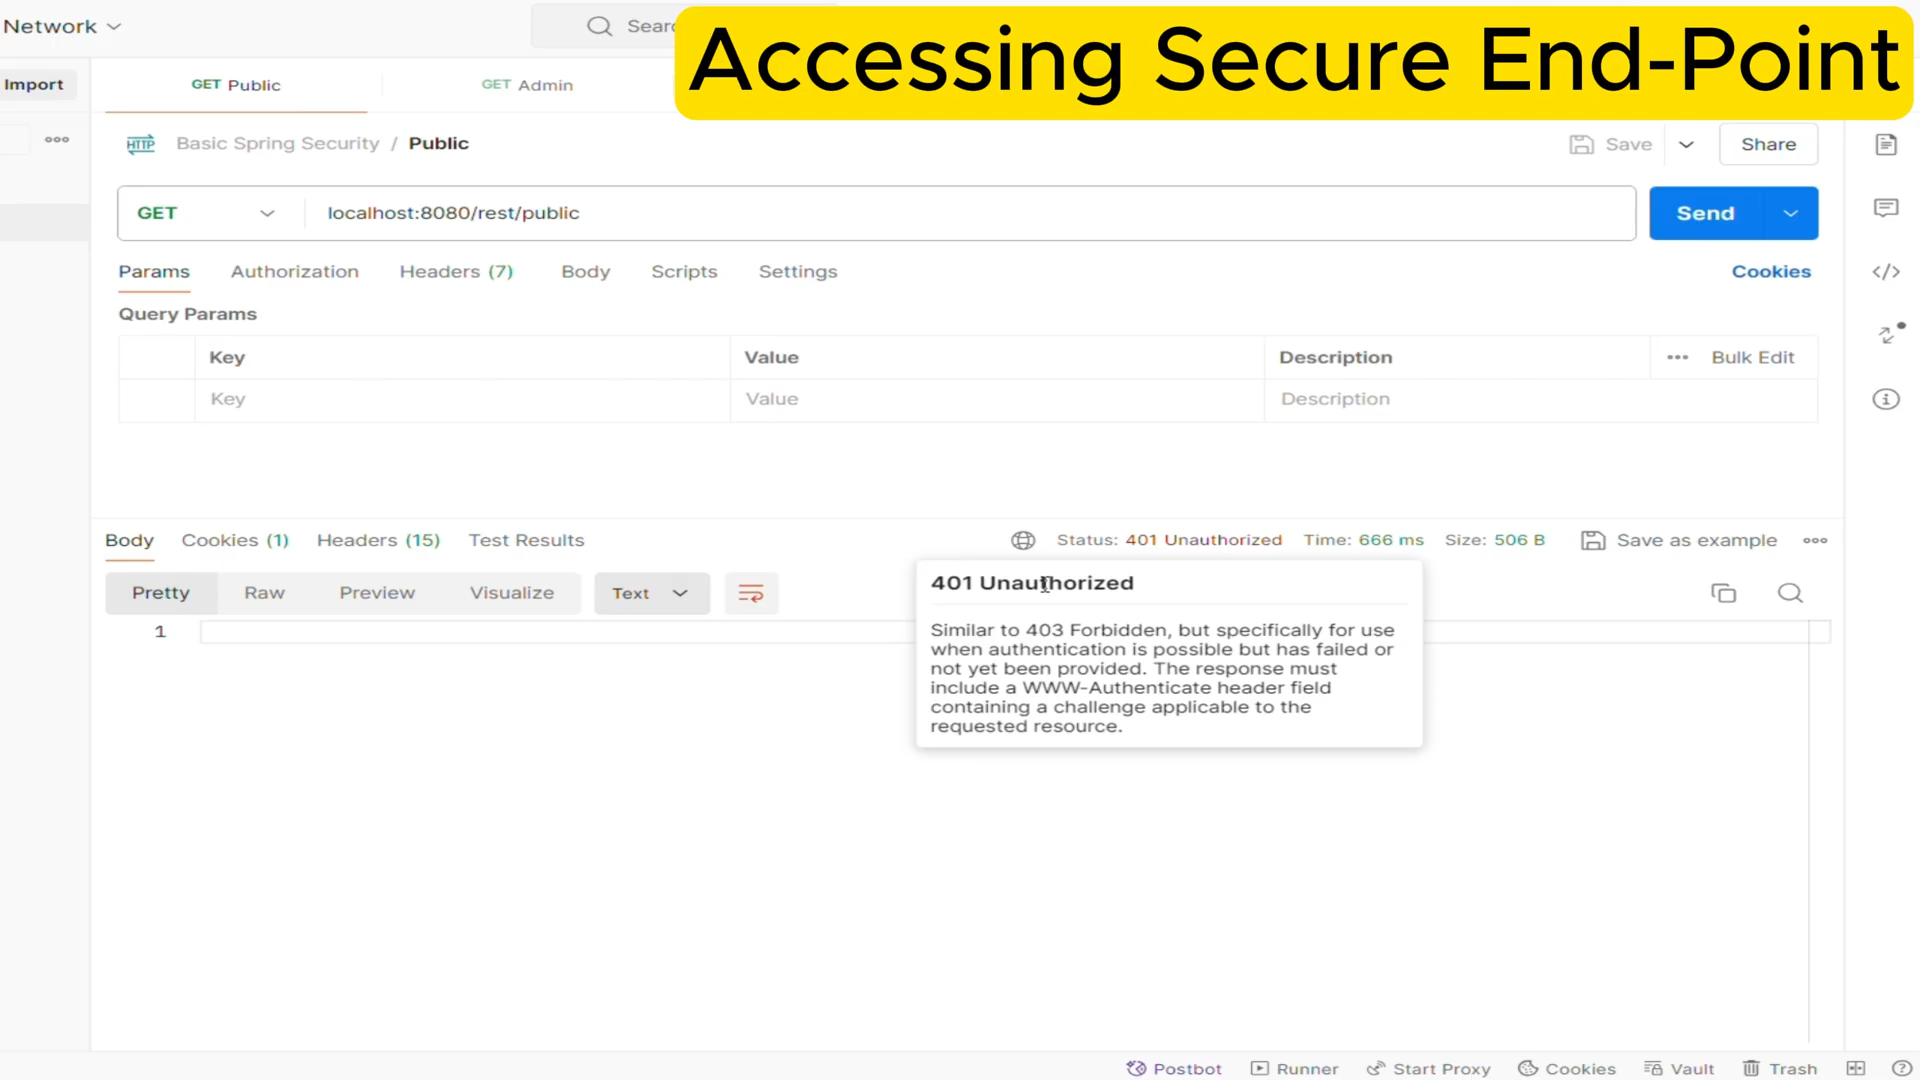 Network
Accessing Secure End-Point
Import
GET Public
GET Admin
HTTP Basic Spring Security / Public
Save
Share
GET
localhost:8080/rest/public
Send
Params
Authorization
Headers (7)
Body
Scripts
Settings
Cookies
Query Params
Key
Value
Description
Bulk Edit
Key
Value
Description
Body
Cookies (1)
Headers (15)
Test Results
Status: 401 Unauthorized
Time: 666 ms
Size: 506 B
Save as example
Pretty
Raw
Preview
Visualize
Text
1
401 Unauthorized
Similar to 403 Forbidden, but specifically for use
when authentication is possible but has failed or
not yet been provided. The response must
include a WWW-Authenticate header field
containing a challenge applicable to the
requested resource.
Postbot
Runner
Start Proxy
Cookies
Vault
Trash